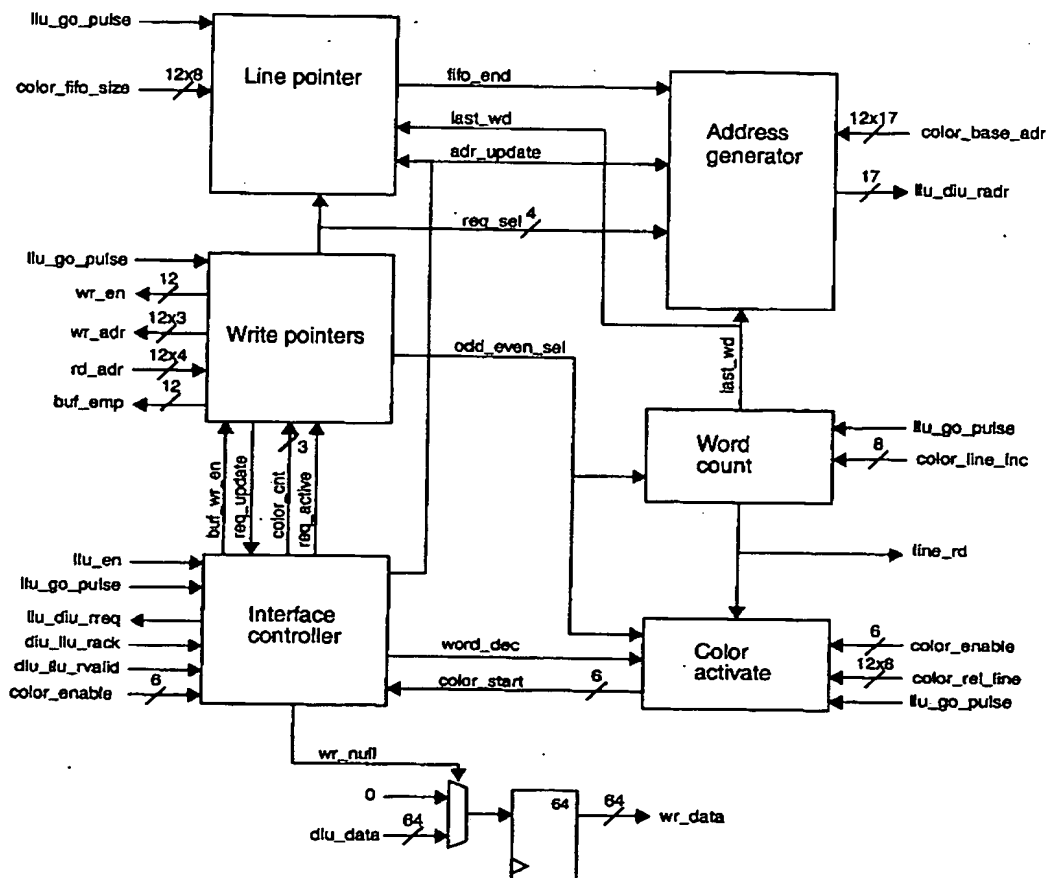 llu_go_pulse
color_fifo_size
12x8
Line pointer
fifo_end
last_wd
adr_update
req_sel
4
Address
generator
12x17
color_base_adr
17
llu_diu_radr
llu_go_pulse
wr_en
12
wr_adr
12x3
rd_adr
12x4
buf_emp
12
Write pointers
odd_even_sel
last_wd
Word
count
llu_go_pulse
8
color_line_inc
line_rd
buf_wr_en
req_update
color_cnt
3
req_active
llu_en
llu_go_pulse
llu_diu_rreq
diu_llu_rack
diu_llu_rvalid
color_enable
6
Interface
controller
word_dec
color_start
6
Color
activate
6
color_enable
12x8
color_rel_line
llu_go_pulse
wr_null
0
diu_data
64
64
64
wr_data